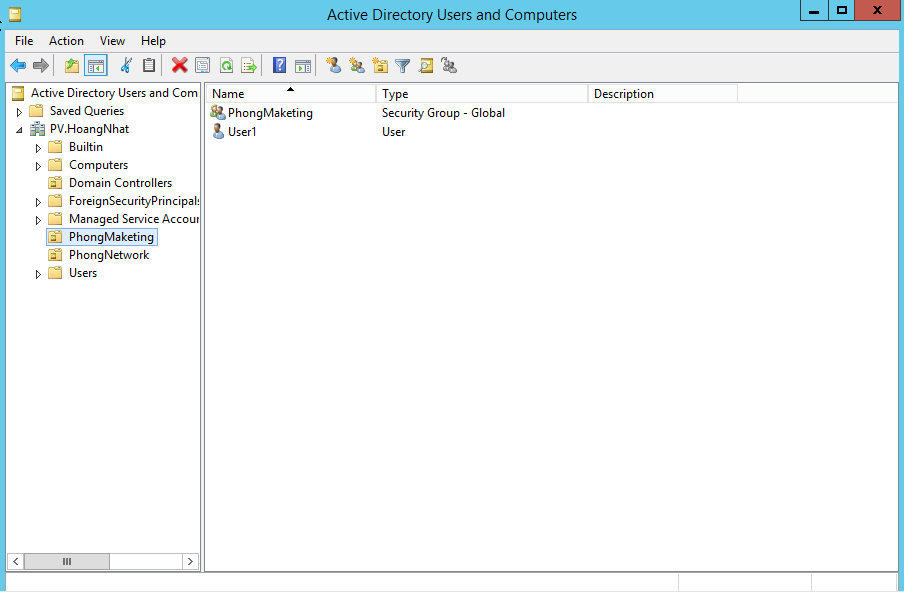 Active Directory Users and Computers
File Action View Help
Active Directory Users and Com
Saved Queries
PV.HoangNhat
Builtin
Computers
Domain Controllers
ForeignSecurityPrincipals
Managed Service Accour
PhongMaketing
PhongNetwork
Users
Name Type Description
PhongMaketing Security Group - Global
User1 User